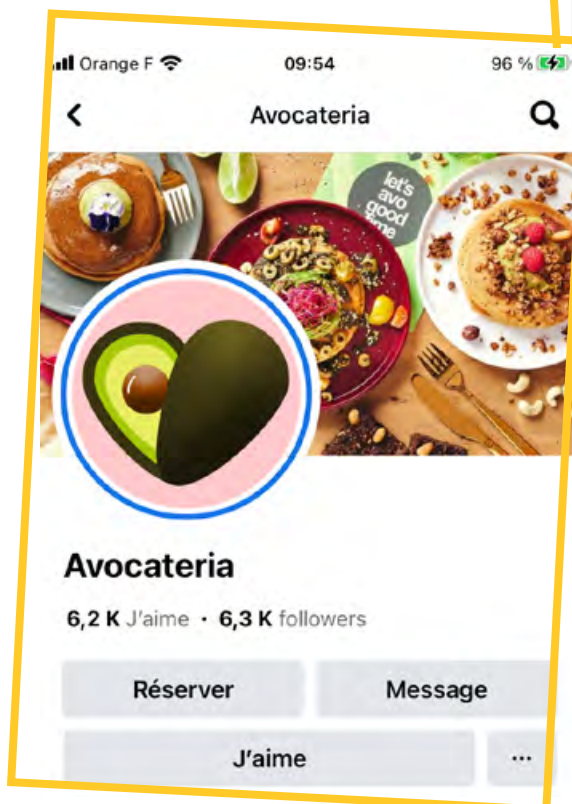 Orange F 09:54 96 %
Avocateria
let's
avo
good
time
Avocateria
6,2 K J'aime · 6,3 K followers
Réserver Message
J'aime ...